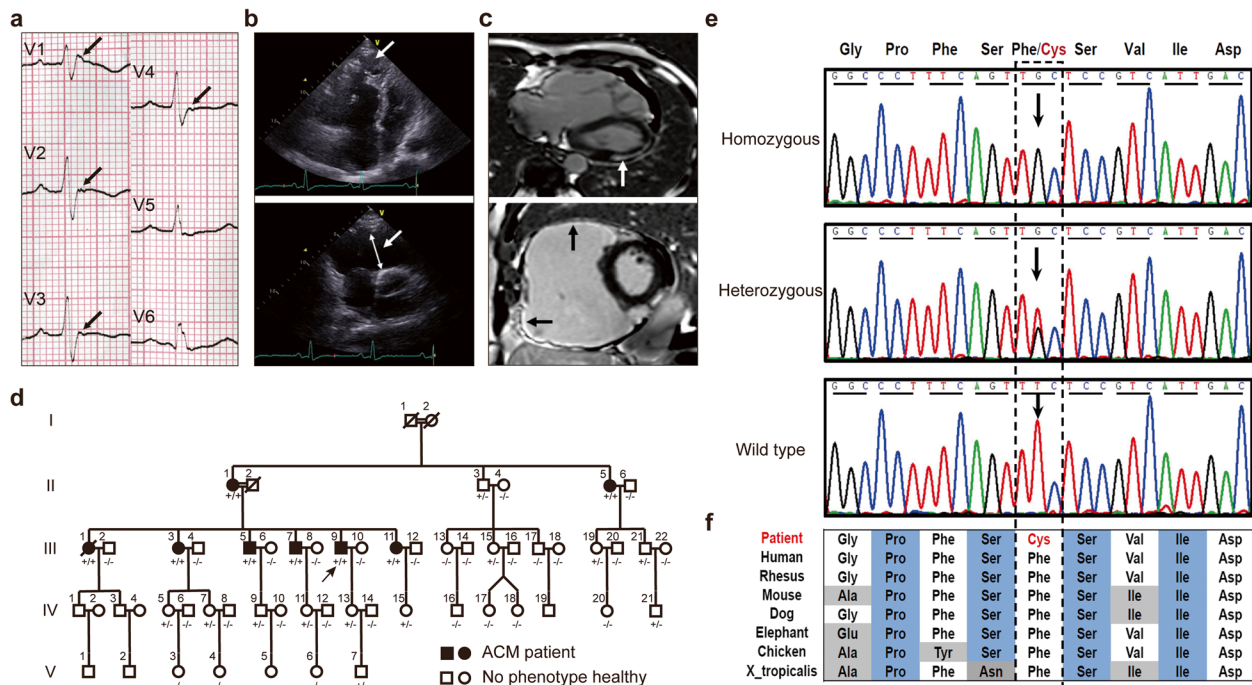 a
b
c
e
V1
V4
V2
V5
V3
V6
V
V
Gly Pro Phe Ser Phe/Cys Ser Val Ile Asp
G G C C C T T T C A G T T G C T C C G T C A T T G A C
Homozygous
G G C C C T T T C A G T T G C T C C G T C A T T G A C
Heterozygous
G G C C C T T T C A G T T T C T C C G T C A T T G A C
Wild type
d
I
1 2
II
1 2 3 4 5 6
+/+ +/- -/- +/+ -/-
III
1 2 3 4 5 6 7 8 9 10 11 12 13 14 15 16 17 18 19 20 21 22
+/+ -/- +/+ -/- +/+ -/- +/+ -/- +/+ -/- +/+ -/-
IV
1 2 3 4 5 6 7 8 9 10 11 12 13 14 15 16 17 18 19 20 21
V
1 2 3 4 5 6 7
ACM patient
No phenotype healthy
f
Patient Gly Pro Phe Ser Cys Ser Val Ile Asp
Human Gly Pro Phe Ser Phe Ser Val Ile Asp
Rhesus Gly Pro Phe Ser Phe Ser Val Ile Asp
Mouse Ala Pro Phe Ser Phe Ser Ile Ile Asp
Dog Gly Pro Phe Ser Phe Ser Ile Ile Asp
Elephant Glu Pro Phe Ser Phe Ser Val Ile Asp
Chicken Ala Pro Tyr Ser Phe Ser Val Ile Asp
X_tropicalis Ala Pro Phe Asn Phe Ser Ile Ile Asp